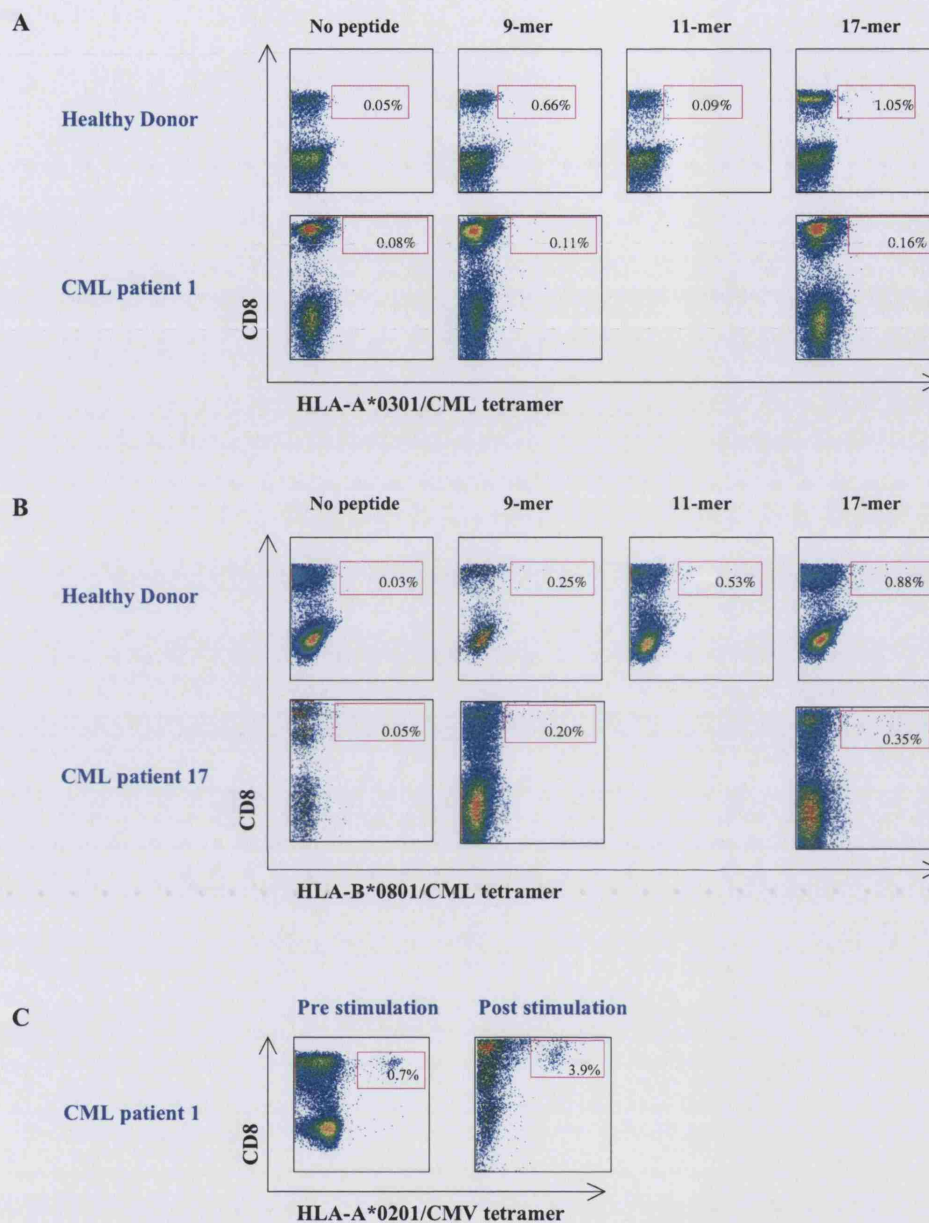 A
No peptide 9-mer 11-mer 17-mer
Healthy Donor
0.05% 0.66% 0.09% 1.05%
CML patient 1
0.08% 0.11% 0.16%
CD8
HLA-A*0301/CML tetramer
B
No peptide 9-mer 11-mer 17-mer
Healthy Donor
0.03% 0.25% 0.53% 0.88%
CML patient 17
0.05% 0.20% 0.35%
CD8
HLA-B*0801/CML tetramer
C
Pre stimulation Post stimulation
CML patient 1
0.7% 3.9%
CD8
HLA-A*0201/CMV tetramer